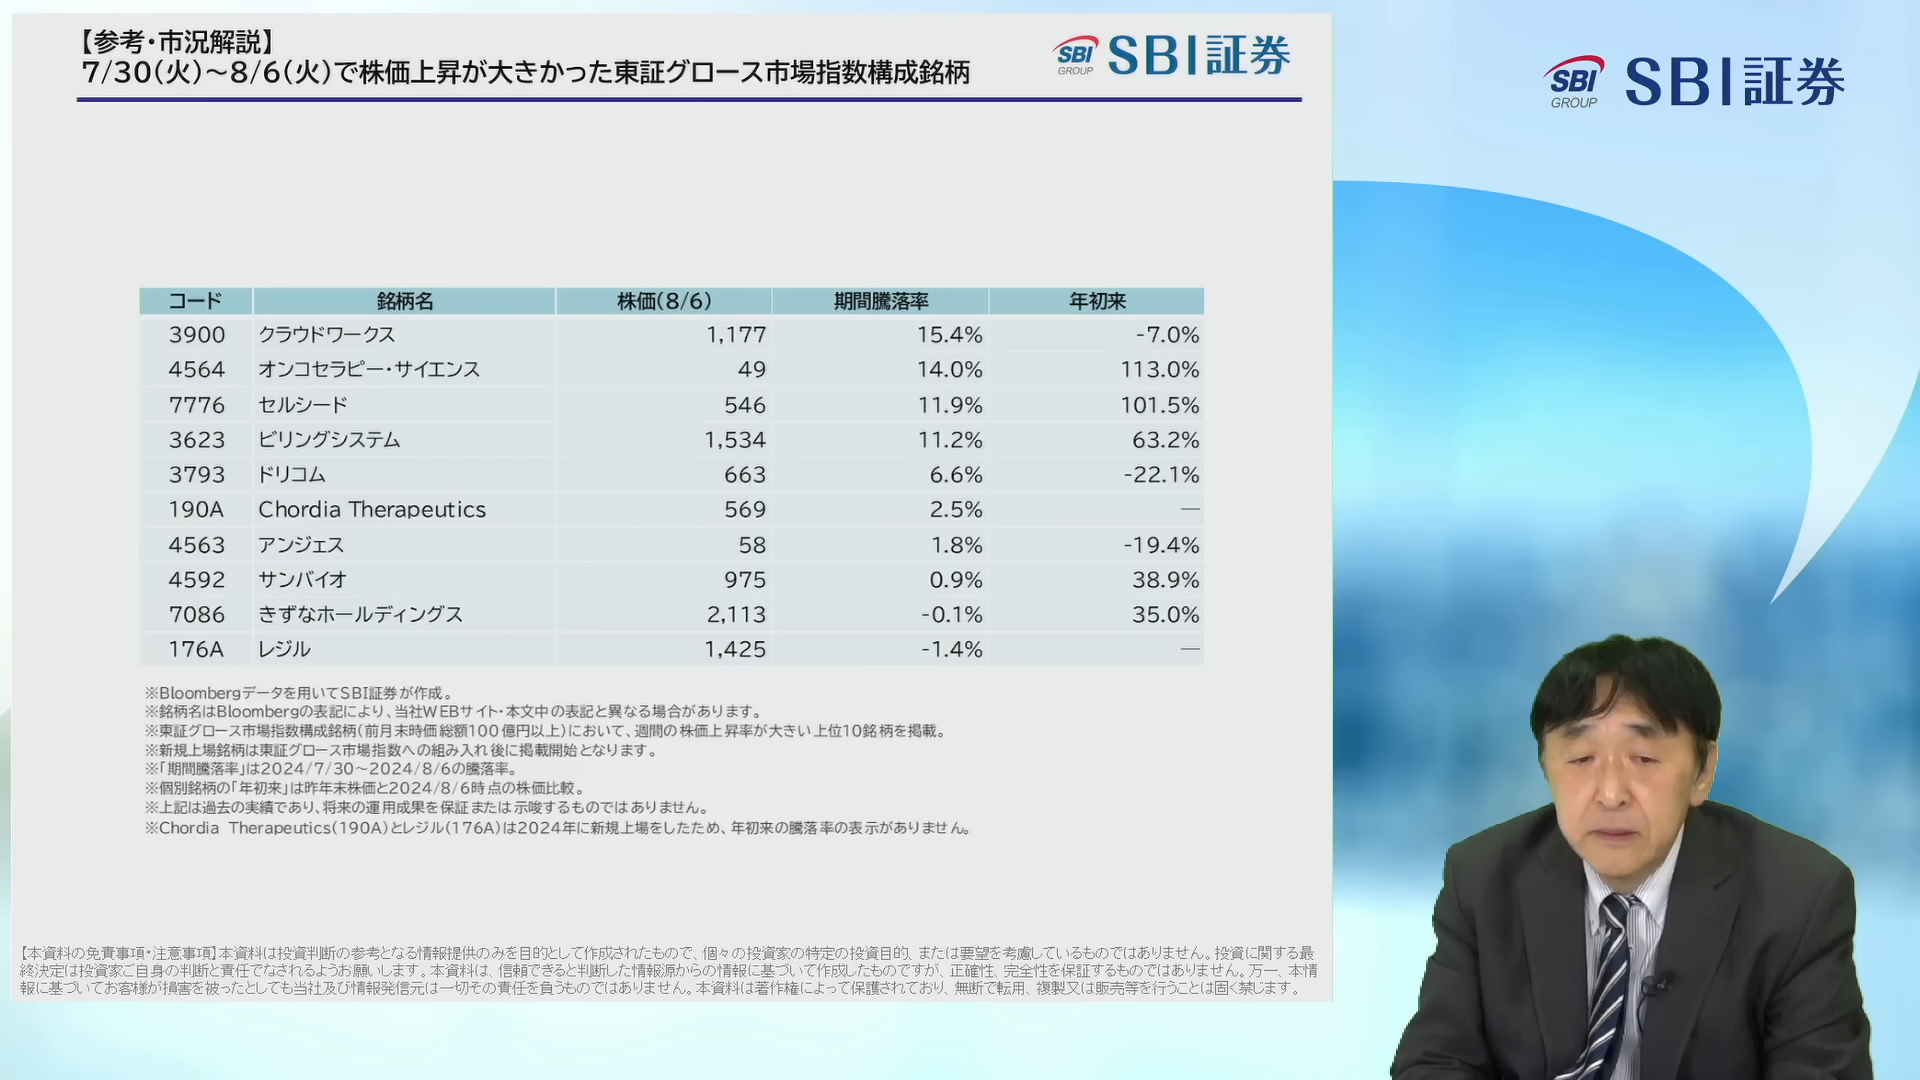 【参考・市況解説】
7/30(火)~8/6(火)で株価上昇が大きかった東証グロース市場指数構成銘柄
SBI GROUP SBI証券
SBI GROUP SBI証券
コード 銘柄名 株価(8/6) 期間騰落率 年初来
3900 クラウドワークス 1,177 15.4% -7.0%
4564 オンコセラピー・サイエンス 49 14.0% 113.0%
7776 セルシード 546 11.9% 101.5%
3623 ビリングシステム 1,534 11.2% 63.2%
3793 ドリコム 663 6.6% -22.1%
190A Chordia Therapeutics 569 2.5% ―
4563 アンジェス 58 1.8% -19.4%
4592 サンバイオ 975 0.9% 38.9%
7086 きずなホールディングス 2,113 -0.1% 35.0%
176A レジル 1,425 -1.4% ―
※Bloombergデータを用いてSBI証券が作成。
※銘柄名はBloombergの表記により、当社WEBサイト・本文中の表記と異なる場合があります。
※東証グロース市場指数構成銘柄(前月末時価総額100億円以上)において、週間の株価上昇率が大きい上位10銘柄を掲載。
※新規上場銘柄は東証グロース市場指数への組み入れ後に掲載開始となります。
※「期間騰落率」は2024/7/30~2024/8/6の騰落率。
※個別銘柄の「年初来」は昨年末株価と2024/8/6時点の株価比較。
※上記は過去の実績であり、将来の運用成果を保証または示唆するものではありません。
※Chordia Therapeutics(190A)とレジル(176A)は2024年に新規上場をしたため、年初来の騰落率の表示がありません。
【本資料の免責事項・注意事項】本資料は投資判断の参考となる情報提供のみを目的として作成されたもので、個々の投資家の特定の投資目的、または要望を考慮しているものではありません。投資に関する最
終決定は投資家ご自身の判断と責任でなされるようお願いします。本資料は、信頼できると判断した情報源からの情報に基づいて作成したものですが、正確性、完全性を保証するものではありません。万一、本情
報に基づいてお客様が損害を被ったとしても当社及び情報発信元は一切その責任を負うものではありません。本資料は著作権によって保護されており、無断で転用、複製又は販売等を行うことは固く禁じます。